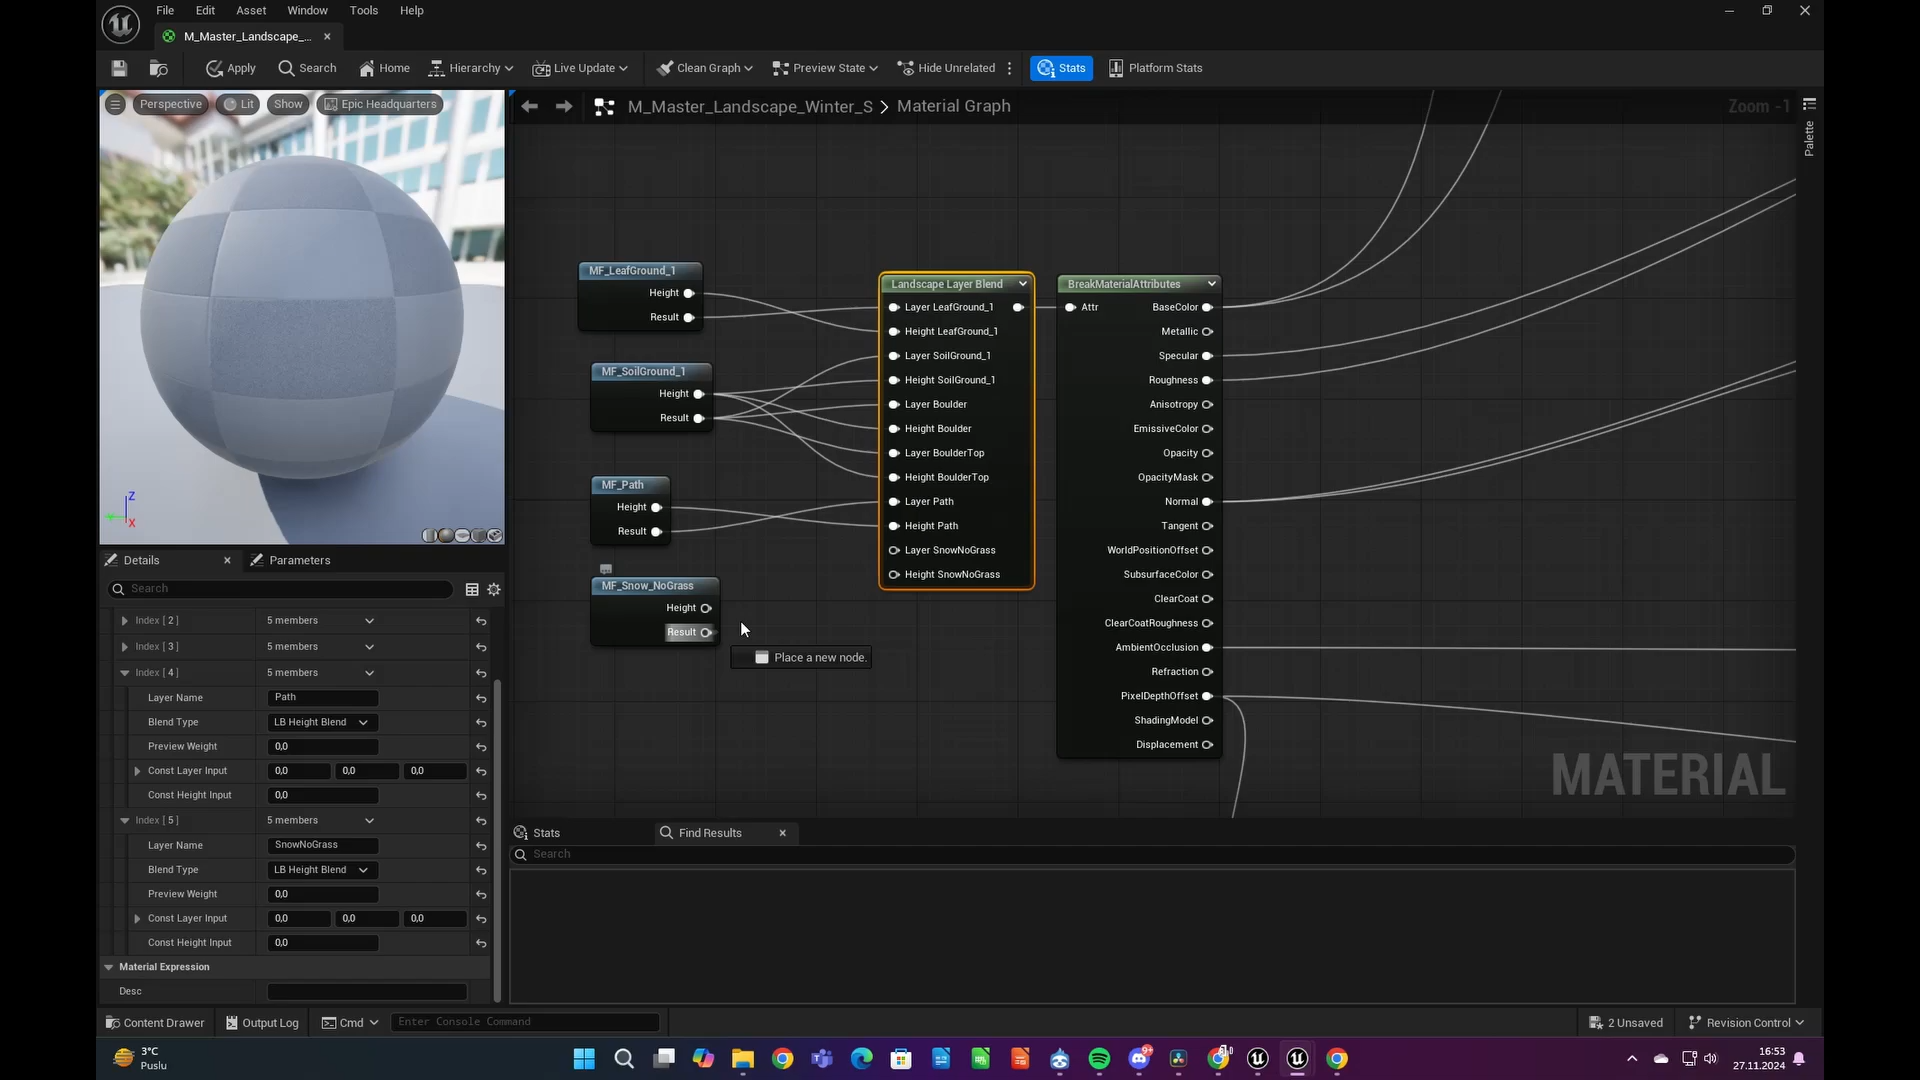 File Edit Asset Window Tools Help
M_Master_Landscape_...
Apply Search Home Hierarchy Live Update Clean Graph Preview State Hide Unrelated Stats Platform Stats
Perspective Lit Show Epic Headquarters
M_Master_Landscape_Winter_S > Material Graph
Zoom -1
Palette
MF_LeafGround_1
Height
Result
MF_SoilGround_1
Height
Result
MF_Path
Height
Result
MF_Snow_NoGrass
Height
Result
Place a new node.
Landscape Layer Blend
Layer LeafGround_1
Height LeafGround_1
Layer SoilGround_1
Height SoilGround_1
Layer Boulder
Height Boulder
Layer BoulderTop
Height BoulderTop
Layer Path
Height Path
Layer SnowNoGrass
Height SnowNoGrass
BreakMaterialAttributes
Attr BaseColor
Metallic
Specular
Roughness
Anisotropy
EmissiveColor
Opacity
OpacityMask
Normal
Tangent
WorldPositionOffset
SubsurfaceColor
ClearCoat
ClearCoatRoughness
AmbientOcclusion
Refraction
PixelDepthOffset
ShadingModel
Displacement
MATERIAL
Z
X
Details Parameters
Search
Index [ 2 ] 5 members
Index [ 3 ] 5 members
Index [ 4 ] 5 members
Layer Name Path
Blend Type LB Height Blend
Preview Weight 0,0
Const Layer Input 0,0 0,0 0,0
Const Height Input 0,0
Index [ 5 ] 5 members
Layer Name SnowNoGrass
Blend Type LB Height Blend
Preview Weight 0,0
Const Layer Input 0,0 0,0 0,0
Const Height Input 0,0
Material Expression
Desc
Stats Find Results
Search
Content Drawer Output Log Cmd Enter Console Command 2 Unsaved Revision Control
3°C
Puslu
16:53
27.11.2024